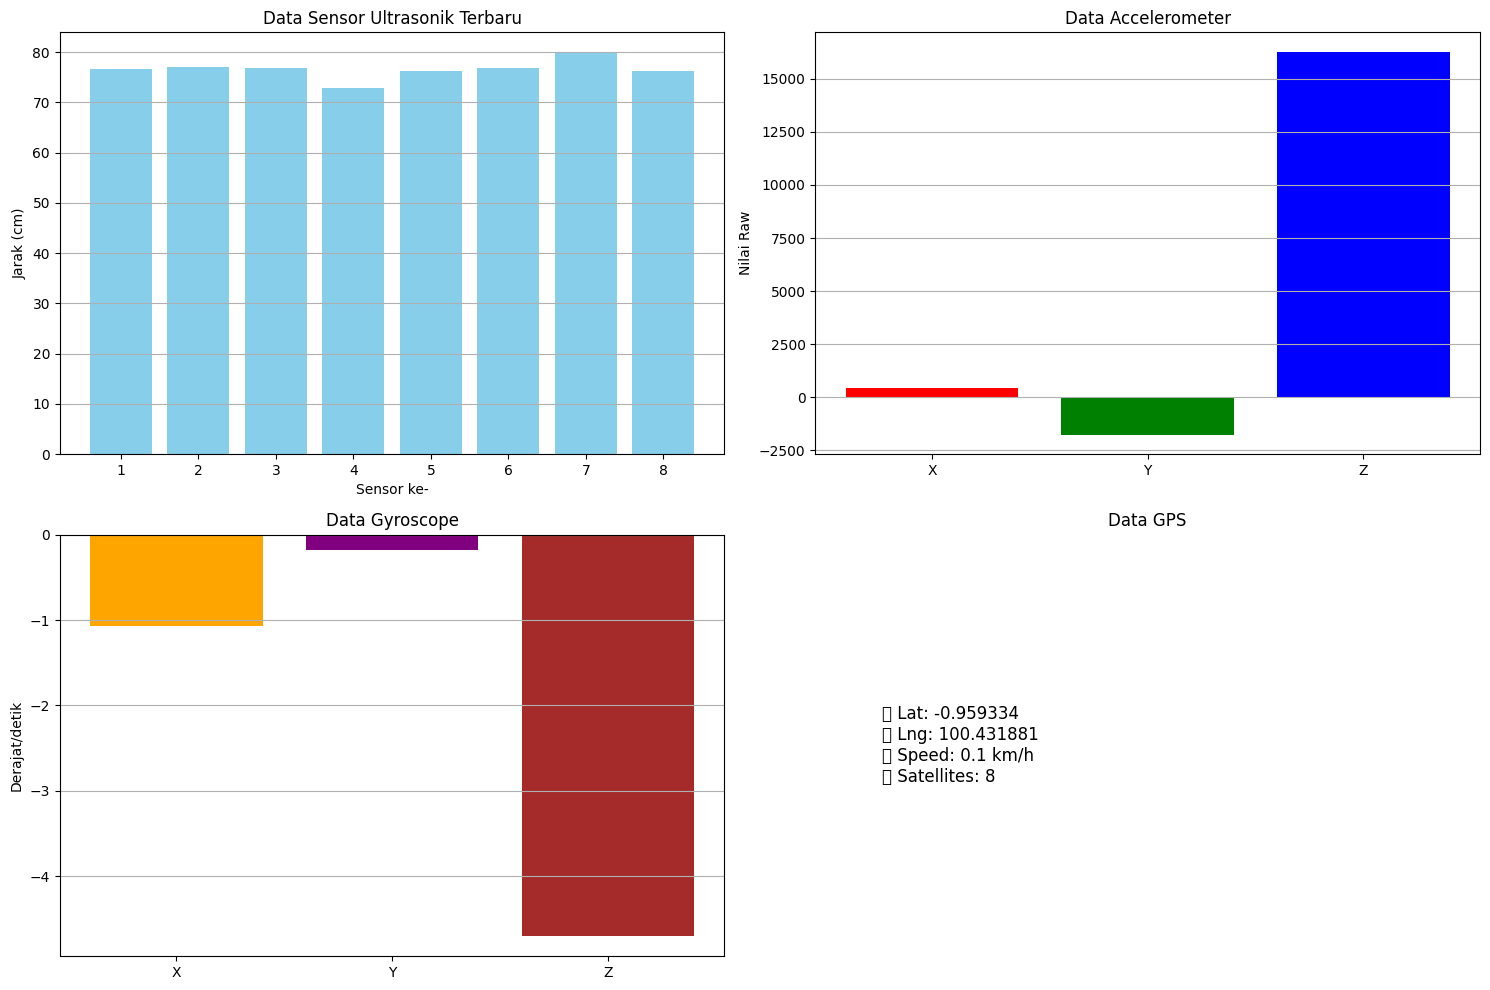 Data Sensor Ultrasonik Terbaru
80
70
60
50
40
30
20
10
0
Jarak (cm)
1 2 3 4 5 6 7 8
Sensor ke-
Data Accelerometer
15000
12500
10000
7500
5000
2500
0
−2500
Nilai Raw
X Y Z
Data Gyroscope
0
−1
−2
−3
−4
Derajat/detik
X Y Z
Data GPS
Lat: -0.959334
Lng: 100.431881
Speed: 0.1 km/h
Satellites: 8